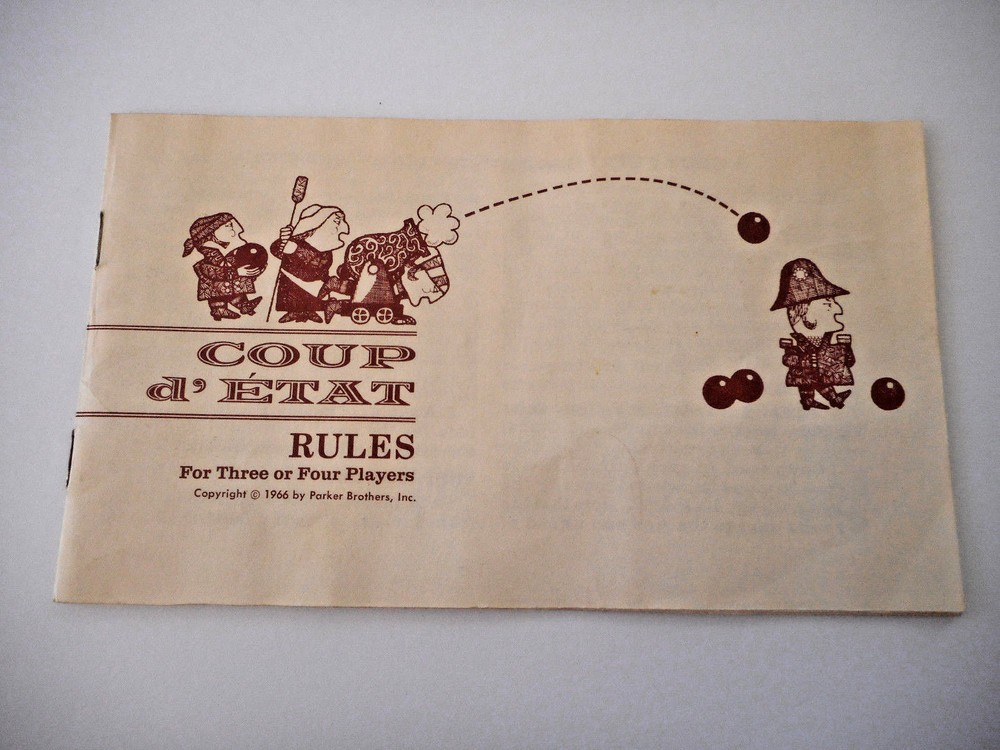 COUP
d' ÉTAT
RULES
For Three or Four Players
Copyright © 1966 by Parker Brothers, Inc.